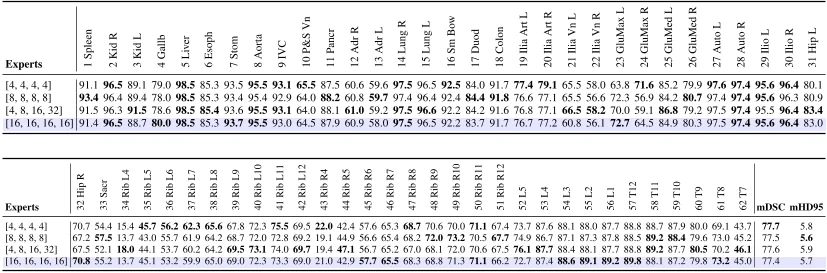 Experts 1 Spleen 2 Kid R 3 Kid L 4 Gallb 5 Liver 6 Esoph 7 Stom 8 Aorta 9 IVC 10 P&S Vn 11 Pancr 12 Adr R 13 Adr L 14 Lung R 15 Lung L 16 Sm Bow 17 Duod 18 Colon 19 Ilia Art L 20 Ilia Art R 21 Ilia Vn L 22 Ilia Vn R 23 GluMax L 24 GluMax R 25 GluMed L 26 GluMed R 27 Auto L 28 Auto R 29 Ilio L 30 Ilio R 31 Hip L
[4, 4, 4, 4] 91.1 96.5 89.1 79.0 98.5 85.3 93.5 95.5 93.1 65.5 87.5 60.6 59.6 97.5 96.5 92.5 84.0 91.7 77.4 79.1 65.5 58.0 63.8 71.6 85.2 79.9 97.6 97.4 95.6 96.4 80.1
[8, 8, 8, 8] 93.4 96.4 89.4 78.0 98.5 85.3 93.4 95.4 92.9 64.0 88.2 60.8 59.7 97.4 96.4 92.4 84.4 91.8 76.6 77.1 65.5 56.6 72.3 56.9 84.2 80.7 97.4 97.4 95.6 96.3 80.9
[4, 8, 16, 32] 91.5 96.3 91.5 78.6 98.5 85.4 93.6 95.5 93.1 64.0 88.1 61.0 59.2 97.5 96.6 92.2 84.2 91.6 76.8 77.1 66.5 58.2 70.0 59.1 86.8 79.2 97.5 97.4 95.5 96.4 83.4
[16, 16, 16, 16] 91.4 96.5 88.7 80.0 98.5 85.3 93.7 95.5 93.0 64.5 87.9 60.9 58.0 97.5 96.5 92.2 83.7 91.7 76.7 77.2 60.8 56.1 72.7 64.5 84.9 80.3 97.5 97.4 95.6 96.4 83.0
Experts 32 Hip R 33 Sacr 34 Rib L4 35 Rib L5 36 Rib L6 37 Rib L7 38 Rib L8 39 Rib L9 40 Rib L10 41 Rib L11 42 Rib L12 43 Rib R4 44 Rib R5 45 Rib R6 46 Rib R7 47 Rib R8 48 Rib R9 49 Rib R10 50 Rib R11 51 Rib R12 52 L5 53 L4 54 L3 55 L2 56 L1 57 T12 58 T11 59 T10 60 T9 61 T8 62 T7 mDSC mHD95
[4, 4, 4, 4] 70.7 54.4 15.4 45.7 56.2 62.3 65.6 67.8 72.3 75.5 69.5 22.0 42.4 57.6 65.3 68.7 70.6 70.0 71.1 67.4 73.7 87.6 88.1 88.0 87.7 88.8 88.7 87.9 80.0 69.1 43.7 77.7 5.8
[8, 8, 8, 8] 67.2 57.5 13.7 43.0 55.7 61.9 64.2 68.7 72.0 72.8 69.2 19.1 44.9 56.6 65.4 68.2 72.0 73.2 70.5 67.7 74.9 86.7 87.1 87.3 87.8 88.5 89.2 88.4 79.6 73.0 45.2 77.5 5.6
[4, 8, 16, 32] 67.5 52.1 18.0 44.1 53.7 60.2 64.2 69.5 73.1 74.0 69.7 19.4 47.1 56.7 65.2 67.0 68.1 72.0 70.6 67.5 76.1 87.7 88.4 88.1 87.7 88.8 89.2 87.7 80.5 70.2 46.1 77.6 5.9
[16, 16, 16, 16] 70.8 55.2 13.7 45.1 53.2 59.9 65.0 69.0 72.3 73.3 69.0 21.0 42.9 57.7 65.5 68.3 68.8 71.3 71.1 66.2 72.7 87.4 88.6 89.1 89.2 89.8 88.1 87.2 79.8 73.2 45.0 77.7 5.8